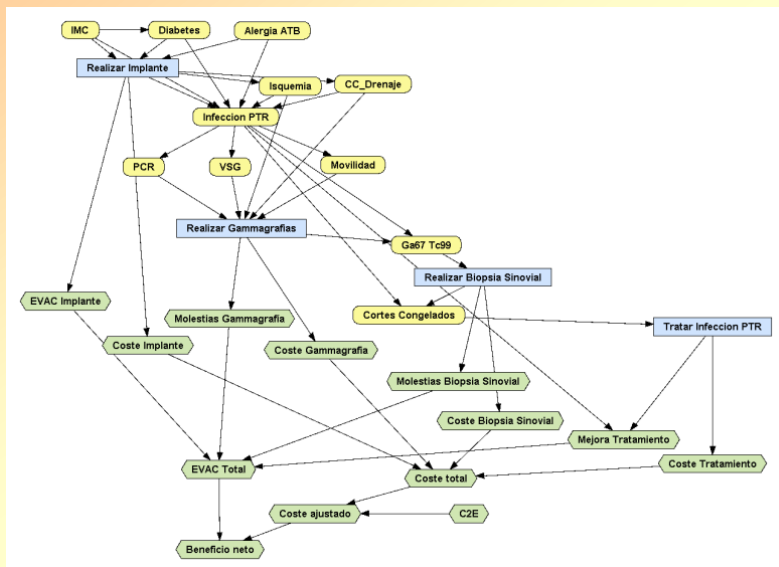 IMC
Diabetes
Alergia ATB
Realizar Implante
Isquemia
CC_Drenaje
Infeccion PTR
PCR
VSG
Movilidad
Realizar Gammagrafias
Ga67 Tc99
Realizar Biopsia Sinovial
EVAC Implante
Molestias Gammagrafia
Cortes Congelados
Tratar Infeccion PTR
Coste Implante
Coste Gammagrafia
Molestias Biopsia Sinovial
Coste Biopsia Sinovial
Mejora Tratamiento
EVAC Total
Coste total
Coste Tratamiento
Coste ajustado
C2E
Beneficio neto